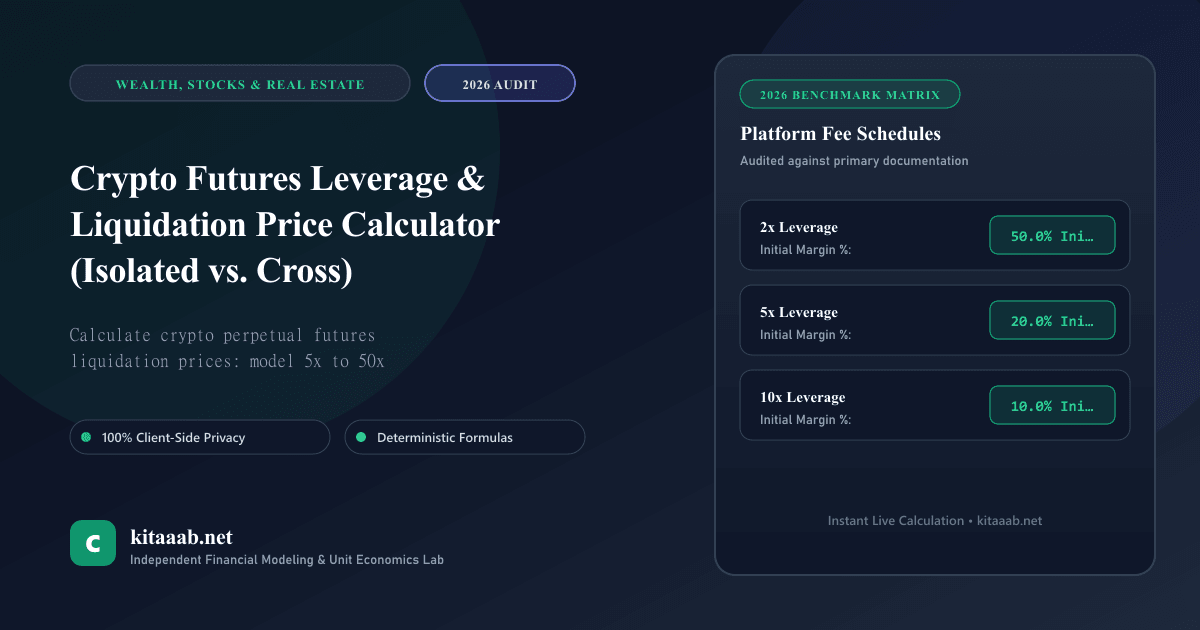 WEALTH, STOCKS & REAL ESTATE
2026 AUDIT
Crypto Futures Leverage &
Liquidation Price Calculator
(Isolated vs. Cross)
Calculate crypto perpetual futures
liquidation prices: model 5x to 50x
100% Client-Side Privacy
Deterministic Formulas
C
kitaaab.net
Independent Financial Modeling & Unit Economics Lab
2026 BENCHMARK MATRIX
Platform Fee Schedules
Audited against primary documentation
2x Leverage
Initial Margin %:
50.0% Ini…
5x Leverage
Initial Margin %:
20.0% Ini…
10x Leverage
Initial Margin %:
10.0% Ini…
Instant Live Calculation • kitaaab.net